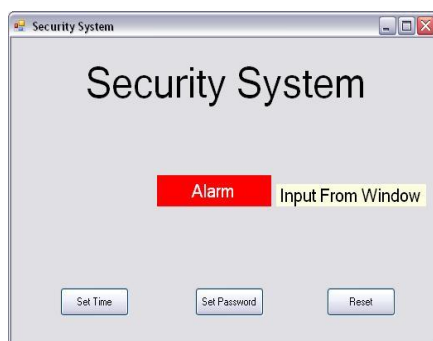 Security System
Security System
Alarm
Input From Window
Set Time
Set Password
Reset